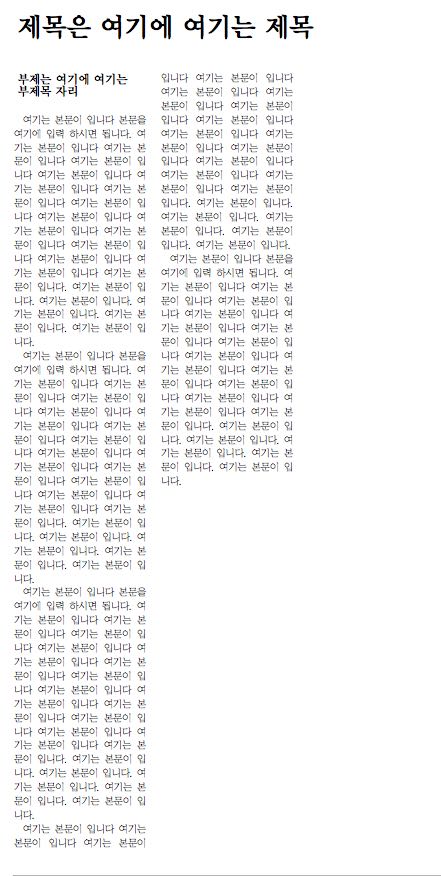 제목은 여기에 여기는 제목
부제는 여기에 여기는
부제목 자리
여기는 본문이 입니다 본문을
여기에 입력 하시면 됩니다. 여
기는 본문이 입니다 여기는 본
문이 입니다 여기는 본문이 입
니다 여기는 본문이 입니다 여
기는 본문이 입니다 여기는 본
문이 입니다 여기는 본문이 입
니다 여기는 본문이 입니다 여
기는 본문이 입니다 여기는 본
문이 입니다 여기는 본문이 입
니다 여기는 본문이 입니다 여
기는 본문이 입니다 여기는 본
문이 입니다. 여기는 본문이 입
니다. 여기는 본문이 입니다. 여
기는 본문이 입니다. 여기는 본
문이 입니다. 여기는 본문이 입
니다.
여기는 본문이 입니다 본문을
여기에 입력 하시면 됩니다. 여
기는 본문이 입니다 여기는 본
문이 입니다 여기는 본문이 입
니다 여기는 본문이 입니다 여
기는 본문이 입니다 여기는 본
문이 입니다 여기는 본문이 입
니다 여기는 본문이 입니다 여
기는 본문이 입니다 여기는 본
문이 입니다 여기는 본문이 입
니다 여기는 본문이 입니다 여
기는 본문이 입니다 여기는 본
문이 입니다. 여기는 본문이 입
니다. 여기는 본문이 입니다. 여
기는 본문이 입니다. 여기는 본
문이 입니다. 여기는 본문이 입
니다.
여기는 본문이 입니다 본문을
여기에 입력 하시면 됩니다. 여
기는 본문이 입니다 여기는 본
문이 입니다 여기는 본문이 입
니다 여기는 본문이 입니다 여
기는 본문이 입니다 여기는 본
문이 입니다 여기는 본문이 입
니다 여기는 본문이 입니다 여
기는 본문이 입니다 여기는 본
문이 입니다 여기는 본문이 입
니다 여기는 본문이 입니다 여
기는 본문이 입니다 여기는 본
문이 입니다. 여기는 본문이 입
니다. 여기는 본문이 입니다. 여
기는 본문이 입니다. 여기는 본
문이 입니다. 여기는 본문이 입
니다.
여기는 본문이 입니다 여기는
본문이 입니다 여기는 본문이
입니다 여기는 본문이 입니다
여기는 본문이 입니다 여기는
본문이 입니다 여기는 본문이
입니다 여기는 본문이 입니다
여기는 본문이 입니다 여기는
본문이 입니다 여기는 본문이
입니다 여기는 본문이 입니다
여기는 본문이 입니다 여기는
본문이 입니다 여기는 본문이
입니다. 여기는 본문이 입니다.
여기는 본문이 입니다. 여기는
본문이 입니다. 여기는 본문이
입니다. 여기는 본문이 입니다.
여기는 본문이 입니다 본문을
여기에 입력 하시면 됩니다. 여
기는 본문이 입니다 여기는 본
문이 입니다 여기는 본문이 입
니다 여기는 본문이 입니다 여
기는 본문이 입니다 여기는 본
문이 입니다 여기는 본문이 입
니다 여기는 본문이 입니다 여
기는 본문이 입니다 여기는 본
문이 입니다 여기는 본문이 입
니다 여기는 본문이 입니다 여
기는 본문이 입니다 여기는 본
문이 입니다. 여기는 본문이 입
니다. 여기는 본문이 입니다. 여
기는 본문이 입니다. 여기는 본
문이 입니다. 여기는 본문이 입
니다.